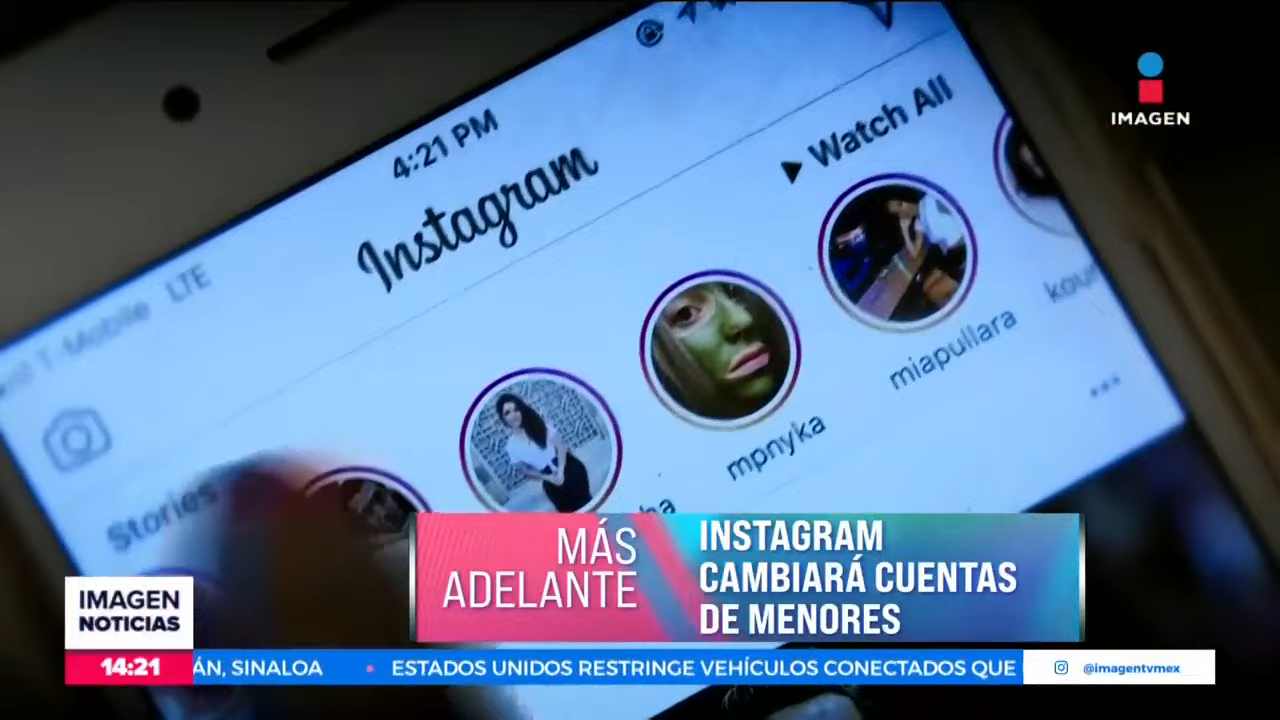 IMAGEN
4:21 PM
T-Mobile LTE
Instagram
Watch All
Stories
mpnyka
miapullara
MÁS
ADELANTE
INSTAGRAM
CAMBIARÁ CUENTAS
DE MENORES
IMAGEN
NOTICIAS
14:21
ÁN, SINALOA • ESTADOS UNIDOS RESTRINGE VEHÍCULOS CONECTADOS QUE
@imagentvmex